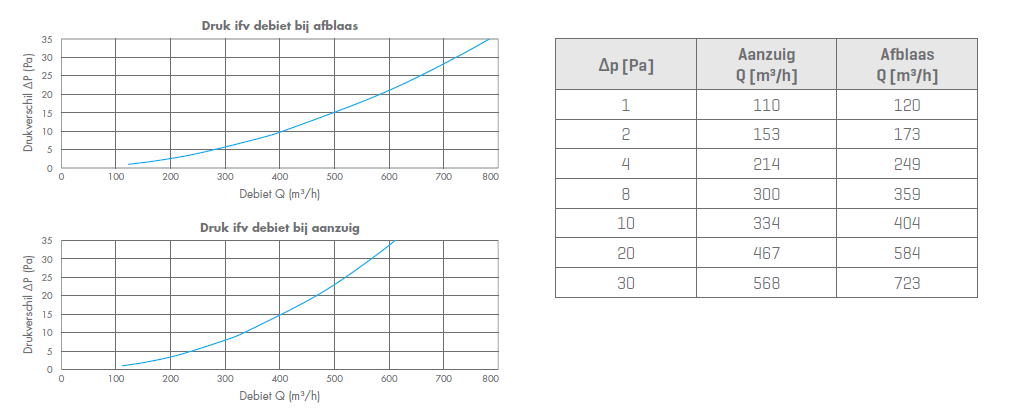 Druk ifv debiet bij afblaas
Drukverschil ΔP (Pa)
35
30
25
20
15
10
5
0
0 100 200 300 400 500 600 700 800
Debiet Q (m³/h)
Druk ifv debiet bij aanzuig
Drukverschil ΔP (Pa)
35
30
25
20
15
10
5
0
0 100 200 300 400 500 600 700 800
Debiet Q (m³/h)
Δp [Pa] Aanzuig Q [m³/h] Afblaas Q [m³/h]
1 110 120
2 153 173
4 214 249
8 300 359
10 334 404
20 467 584
30 568 723